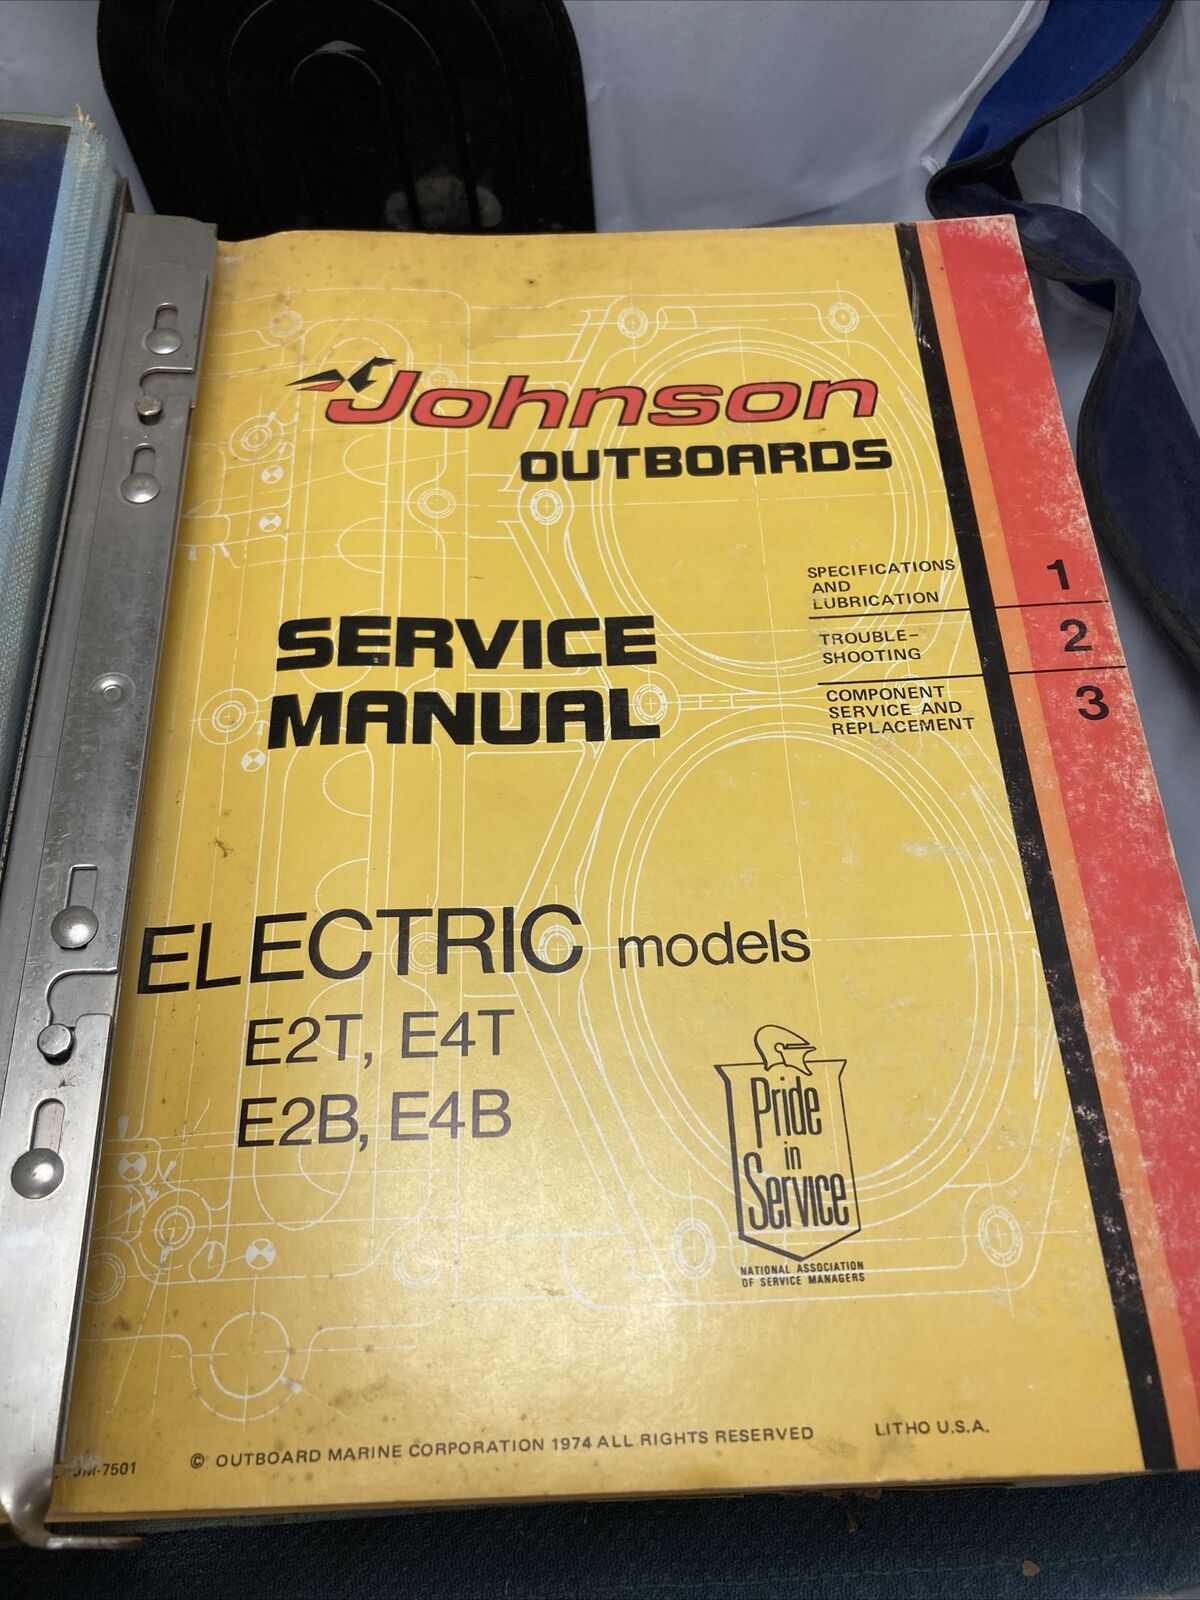 Johnson
OUTBOARDS
SPECIFICATIONS
AND
LUBRICATION
1
TROUBLE-
SHOOTING
2
COMPONENT
SERVICE AND
REPLACEMENT
3
SERVICE
MANUAL
ELECTRIC models
E2T, E4T
E2B, E4B
Pride
in
Service
NATIONAL ASSOCIATION
OF SERVICE MANAGERS
JM-7501
© OUTBOARD MARINE CORPORATION 1974 ALL RIGHTS RESERVED
LITHO U.S.A.